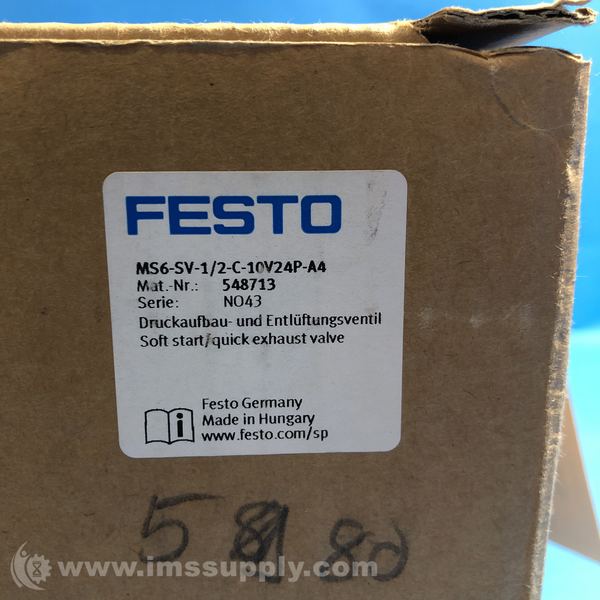 FESTO
MS6-SV-1/2-C-10V24P-A4
Mat.-Nr.: 548713
Serie: NO43
Druckaufbau- und Entlüftungsventil
Soft start/quick exhaust valve
Festo Germany
Made in Hungary
www.festo.com/sp
www.imssupply.com